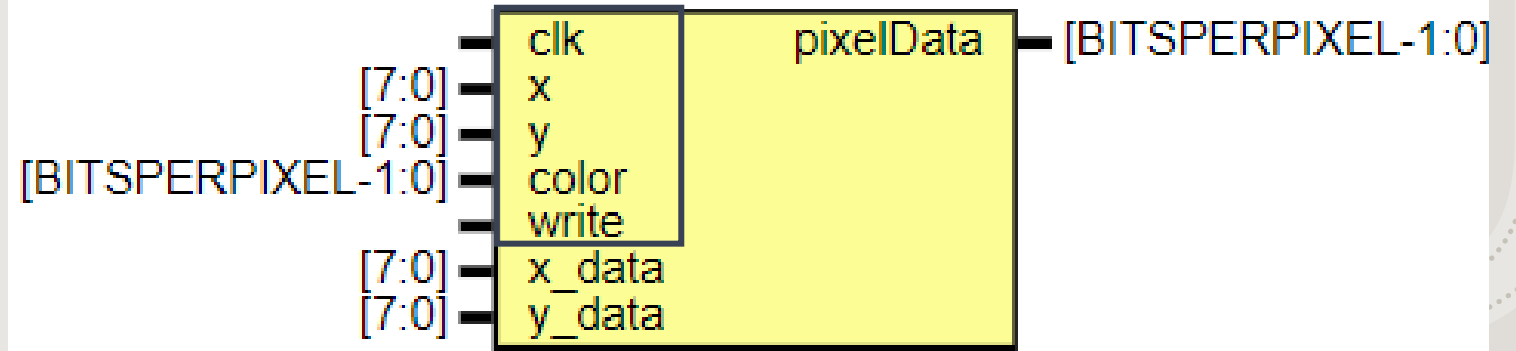 clk pixelData [BITSPERPIXEL-1:0]
[7:0] x
[7:0] y
[BITSPERPIXEL-1:0] color
write
[7:0] x_data
[7:0] y_data